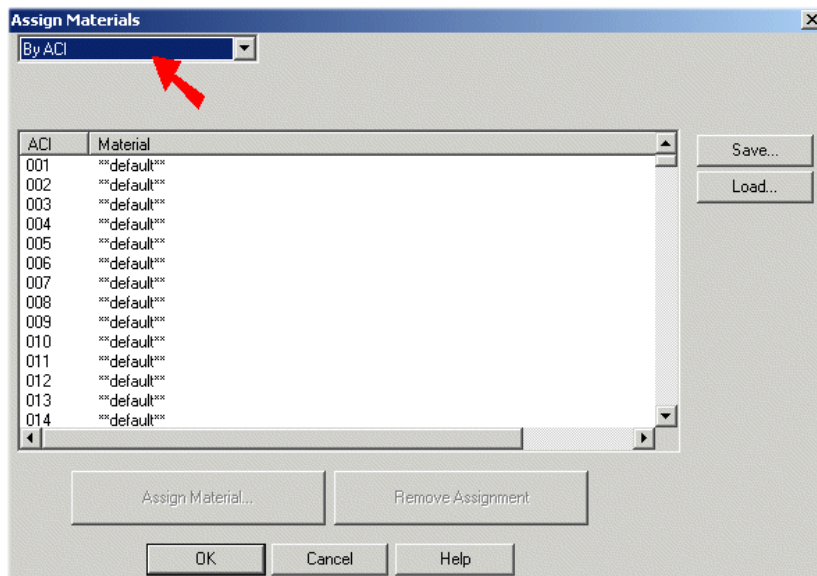 Assign Materials
By ACI
ACI Material
001 **default**
002 **default**
003 **default**
004 **default**
005 **default**
006 **default**
007 **default**
008 **default**
009 **default**
010 **default**
011 **default**
012 **default**
013 **default**
014 **default**
Save...
Load...
Assign Material... Remove Assignment
OK Cancel Help